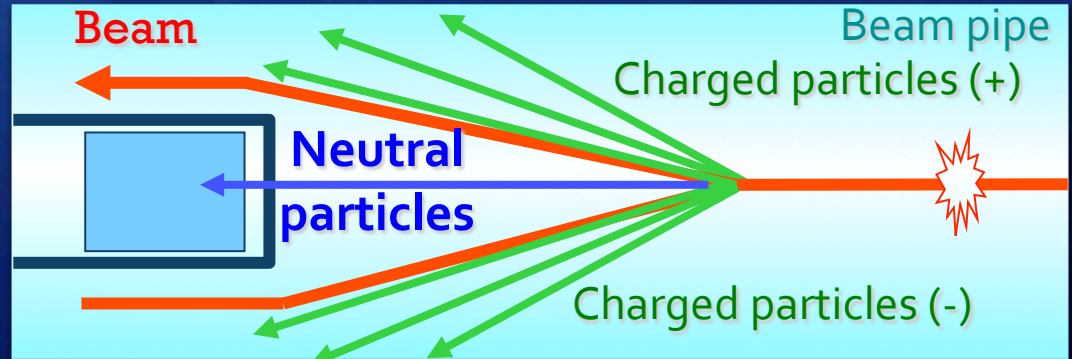 Beam
Beam pipe
Charged particles (+)
Neutral
particles
Charged particles (-)